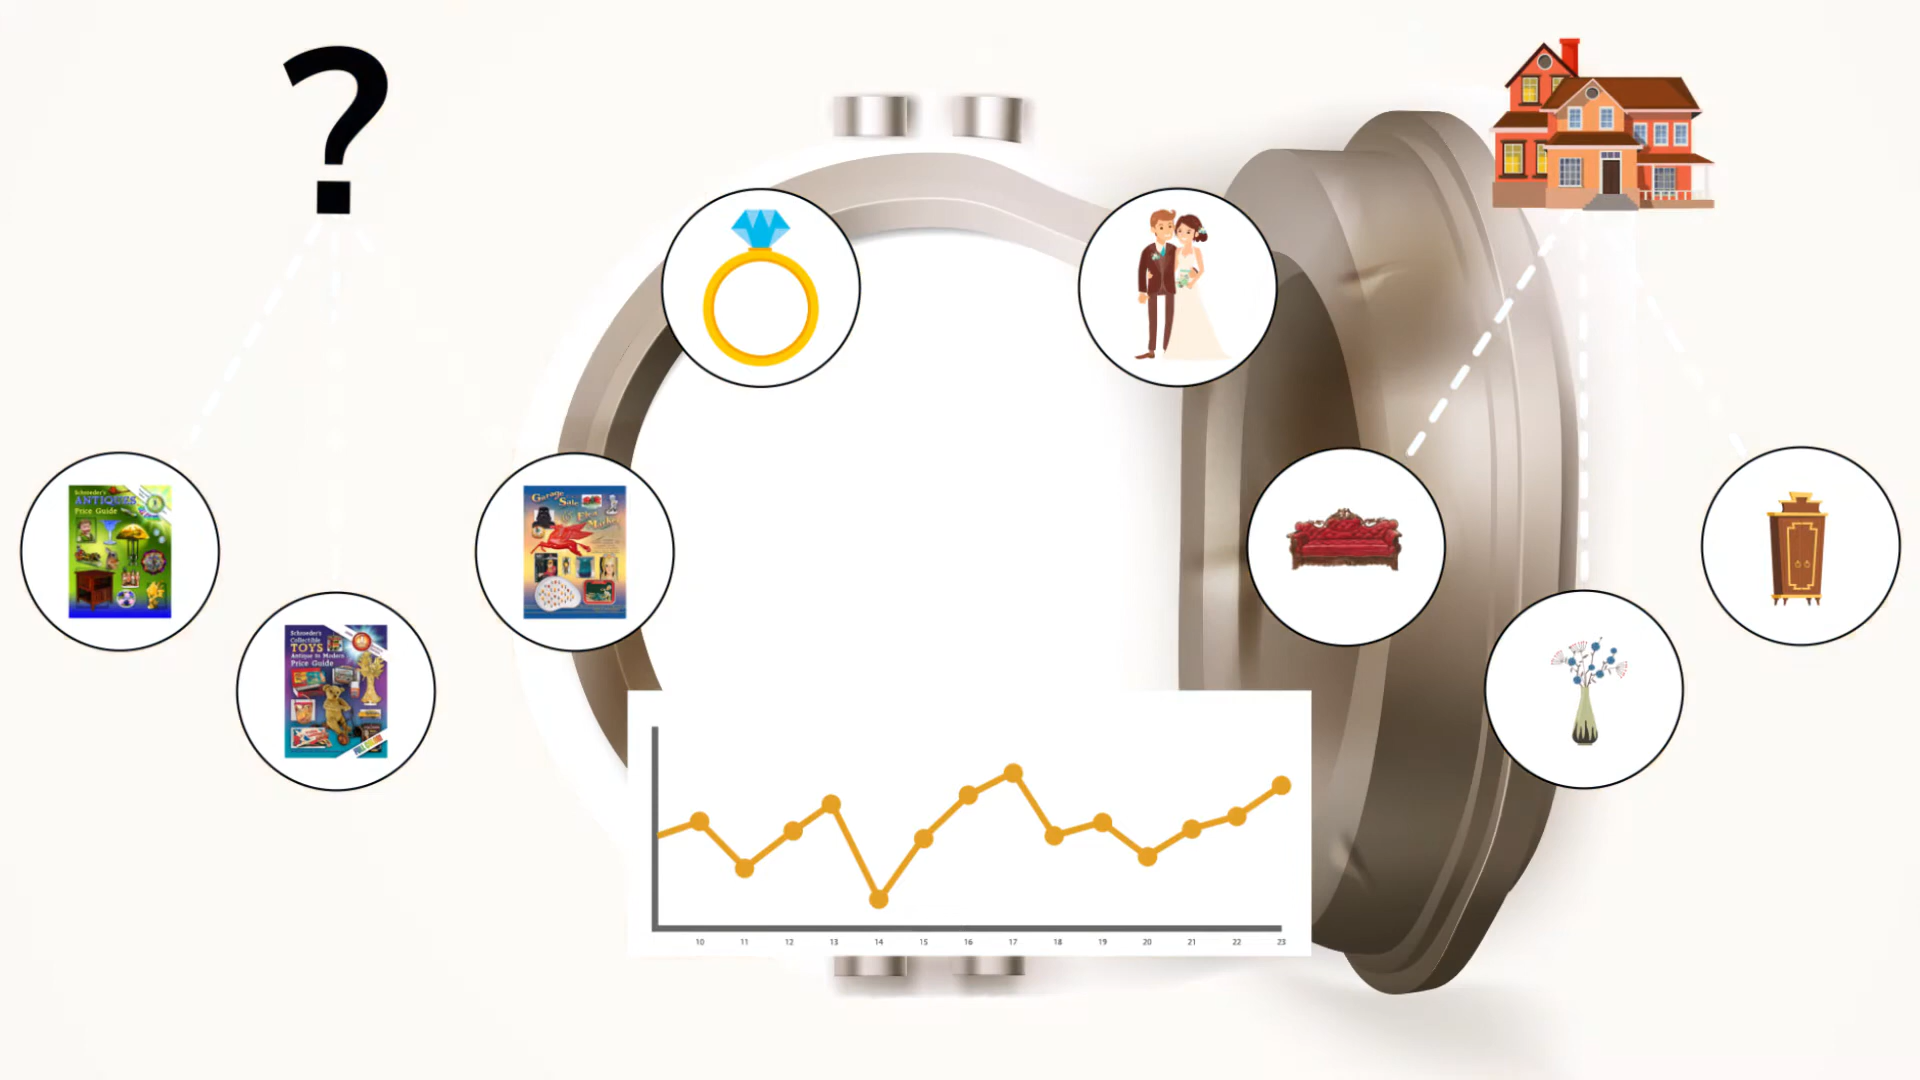 ?
Schroeder's
ANTIQUES
Price Guide
Garage
Sale
Flea
Market
Schroeder's
Collectible
TOYS
Antique to Modern
Price Guide
10 11 12 13 14 15 16 17 18 19 20 21 22 23